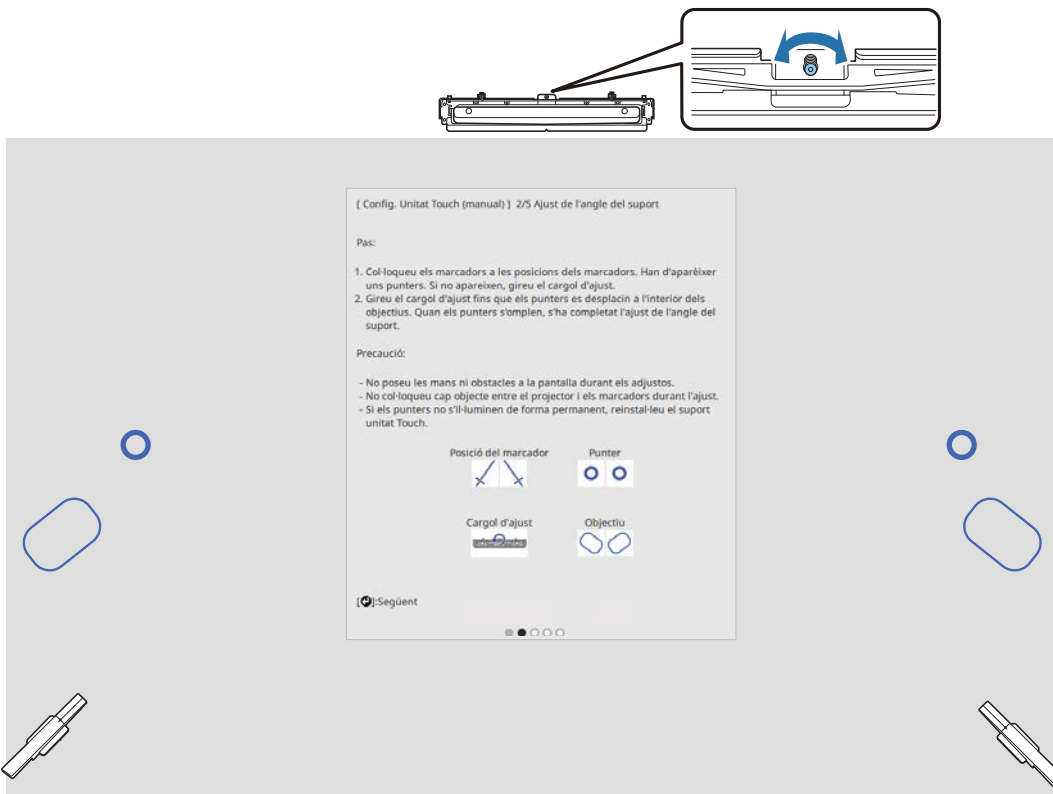 [ Config. Unitat Touch (manual) ] 2/5 Ajust de l'angle del suport
Pas:
1. Col·loqueu els marcadors a les posicions dels marcadors. Han d'aparèixer
uns punters. Si no apareixen, gireu el cargol d'ajust.
2. Gireu el cargol d'ajust fins que els punters es desplacin a l'interior dels
objectius. Quan els punters s'omplen, s'ha completat l'ajust de l'angle del
suport.
Precaució:
- No poseu les mans ni obstacles a la pantalla durant els adjustos.
- No col·loqueu cap objecte entre el projector i els marcadors durant l'ajust.
- Si els punters no s'il·luminen de forma permanent, reinstal·leu el suport
unitat Touch.
Posició del marcador Punter
Cargol d'ajust Objectiu
[ ]:Següent